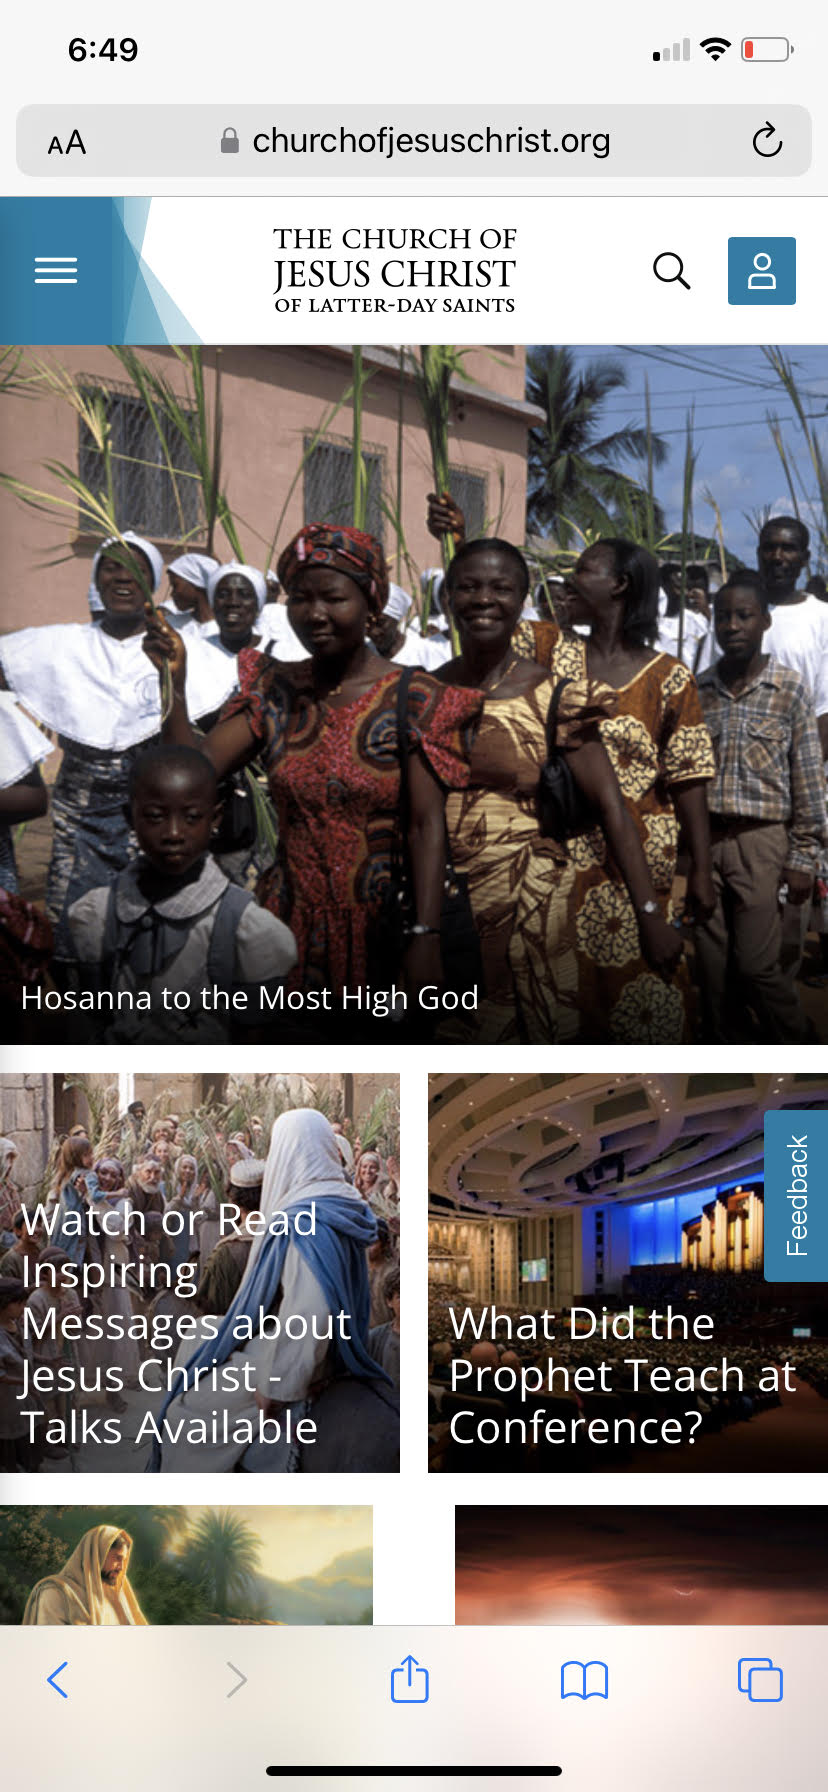 6:49
AA
churchofjesuschrist.org
THE CHURCH OF
JESUS CHRIST
OF LATTER-DAY SAINTS
Hosanna to the Most High God
Watch or Read
Inspiring
Messages about
Jesus Christ -
Talks Available
Feedback
What Did the
Prophet Teach at
Conference?